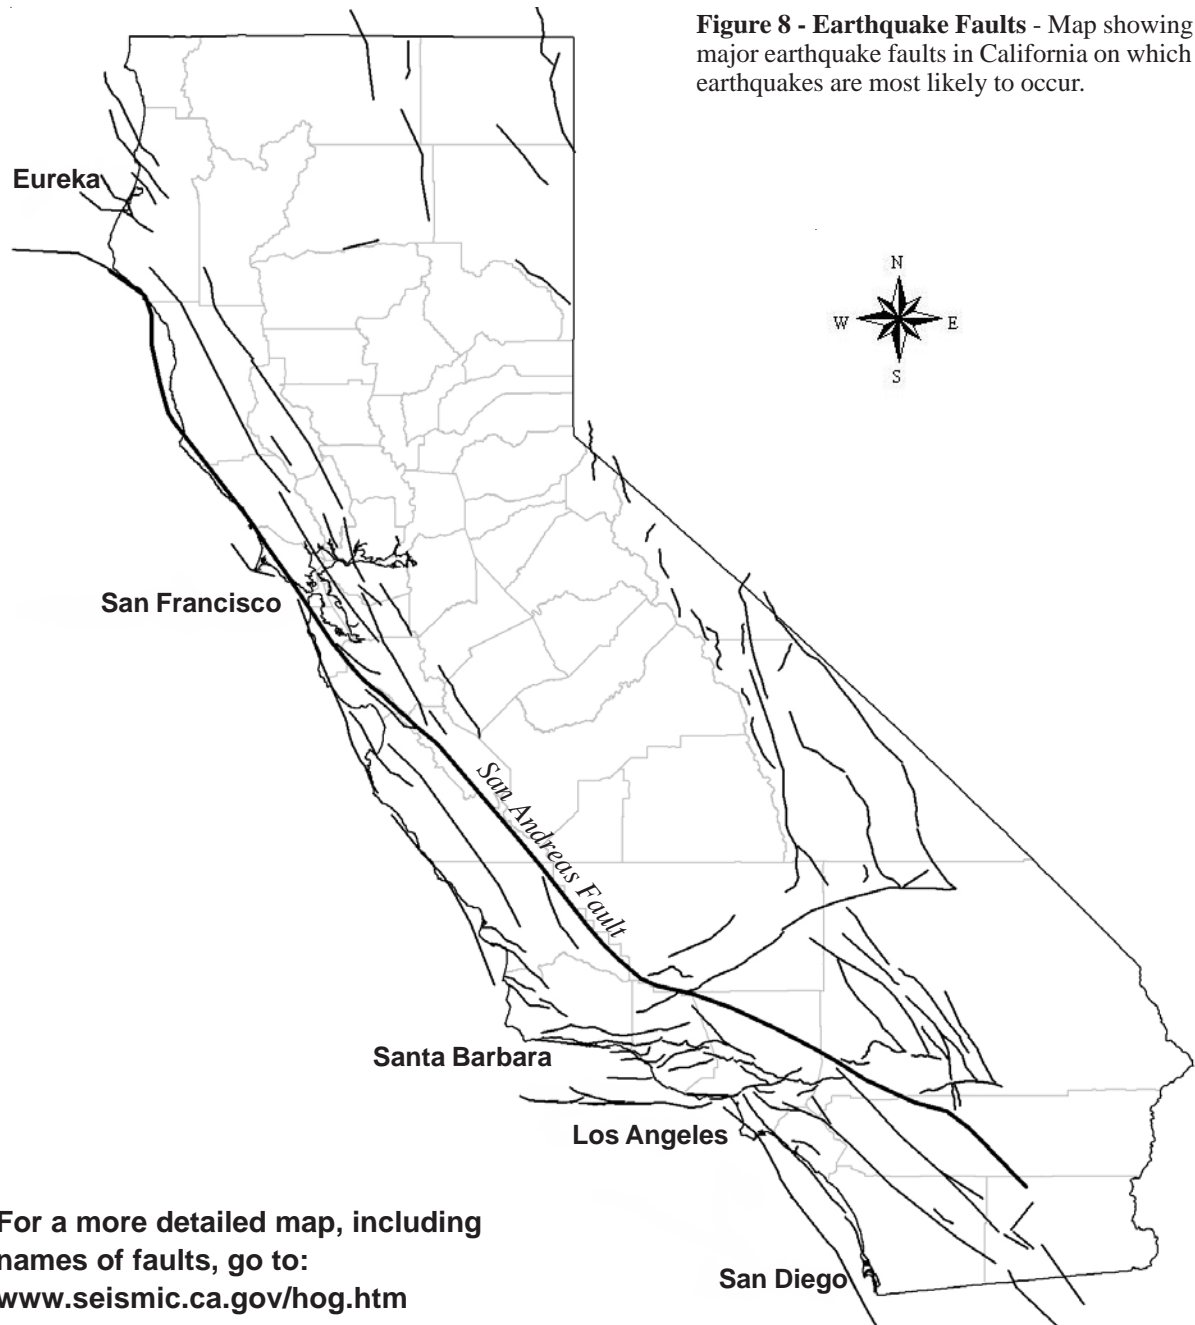 Figure 8 - Earthquake Faults - Map showing
major earthquake faults in California on which
earthquakes are most likely to occur.
Eureka
N
W
E
S
San Francisco
San Andreas Fault
Santa Barbara
Los Angeles
San Diego
For a more detailed map, including
names of faults, go to:
www.seismic.ca.gov/hog.htm